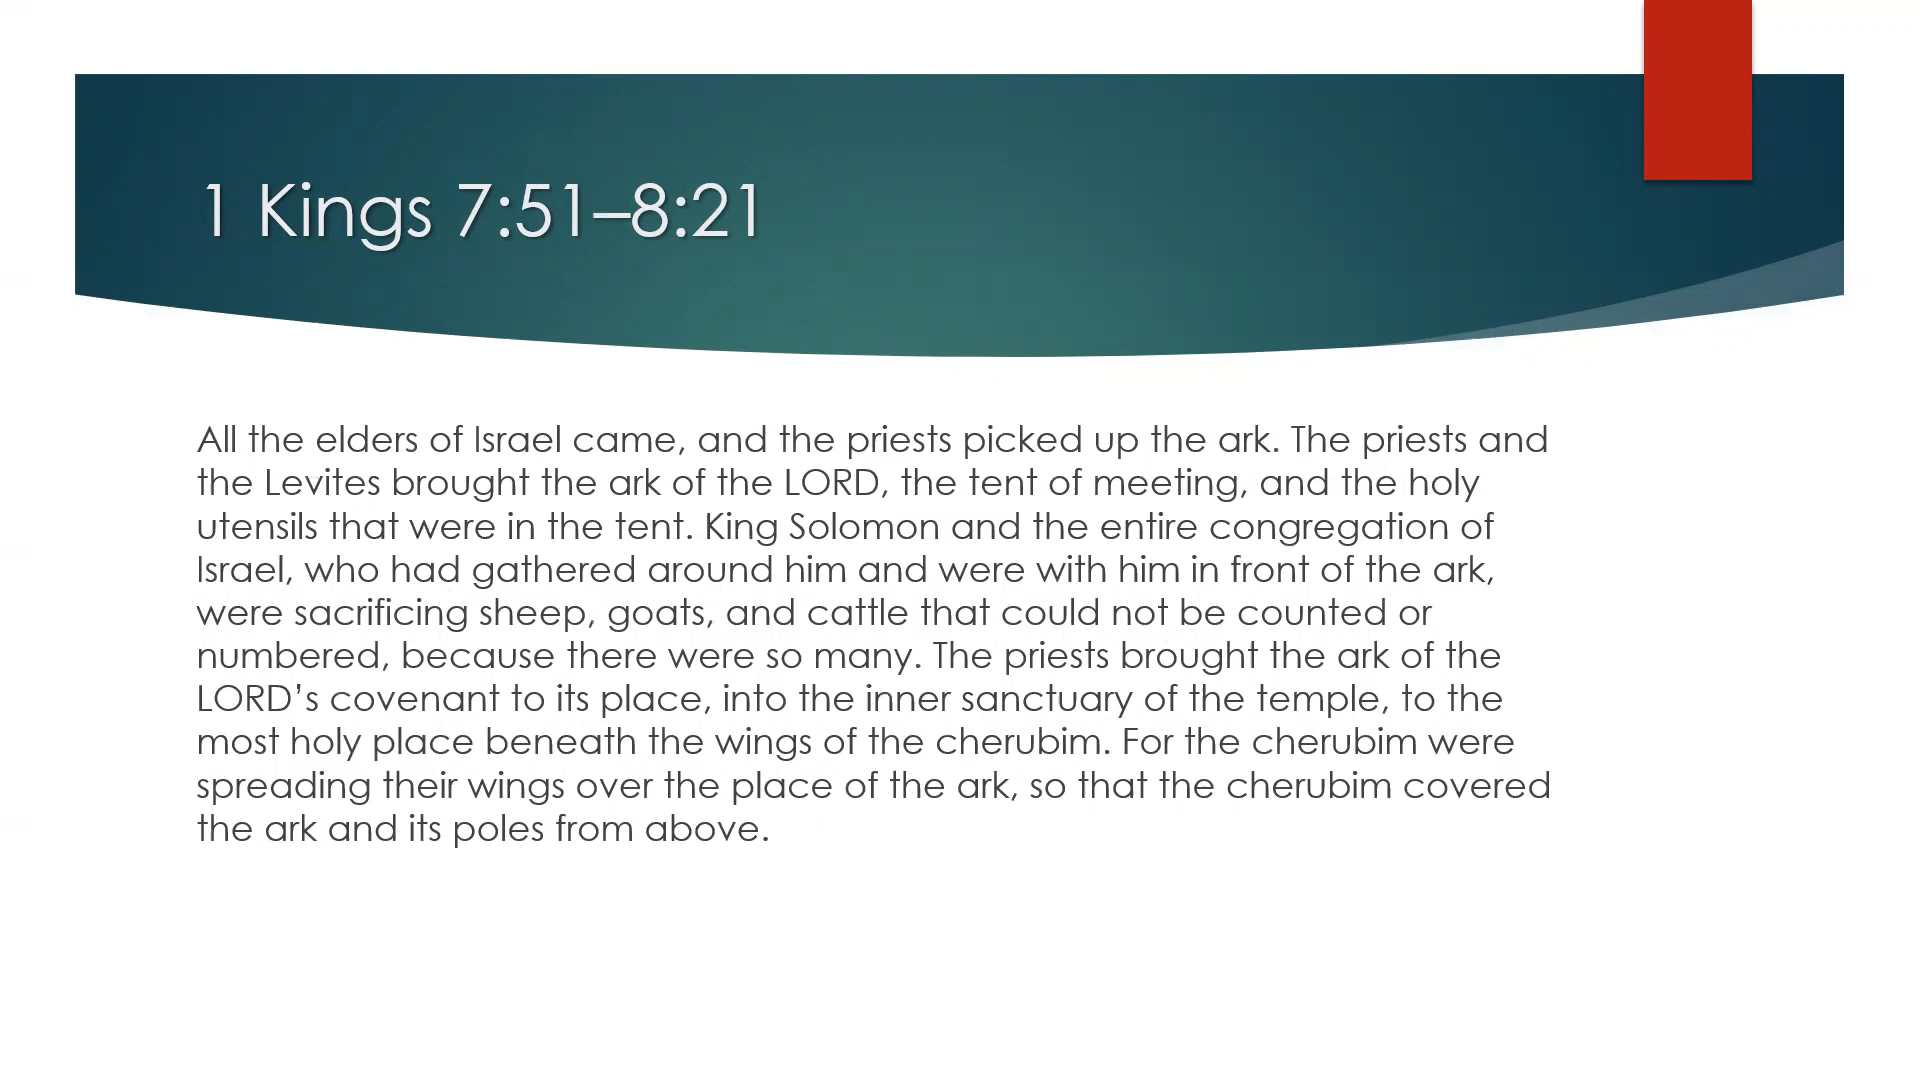 1 Kings 7:51–8:21
All the elders of Israel came, and the priests picked up the ark. The priests and
the Levites brought the ark of the LORD, the tent of meeting, and the holy
utensils that were in the tent. King Solomon and the entire congregation of
Israel, who had gathered around him and were with him in front of the ark,
were sacrificing sheep, goats, and cattle that could not be counted or
numbered, because there were so many. The priests brought the ark of the
LORD’s covenant to its place, into the inner sanctuary of the temple, to the
most holy place beneath the wings of the cherubim. For the cherubim were
spreading their wings over the place of the ark, so that the cherubim covered
the ark and its poles from above.